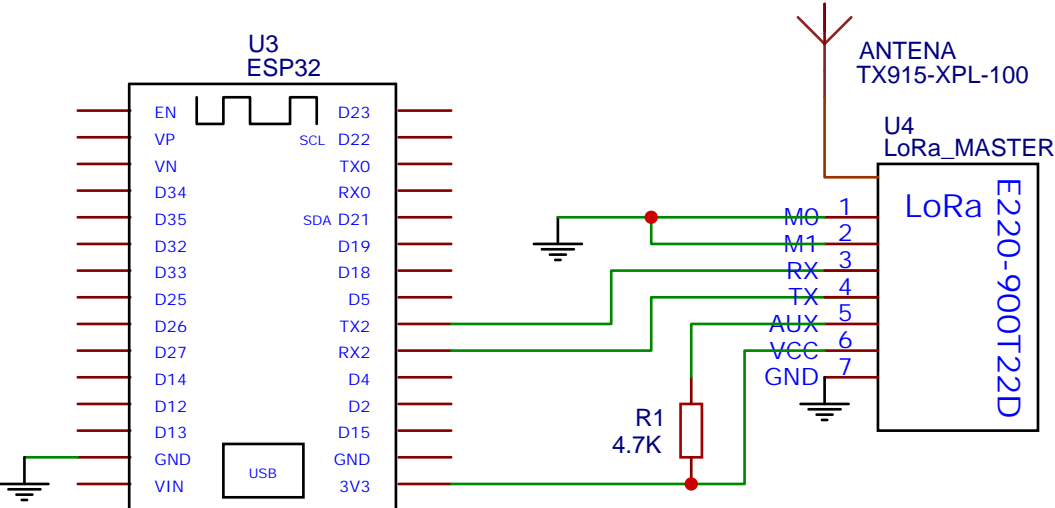 U3
ESP32
EN
VP
VN
D34
D35
D32
D33
D25
D26
D27
D14
D12
D13
GND
VIN
USB
D23
SCL D22
TX0
RX0
SDA D21
D19
D18
D5
TX2
RX2
D4
D2
D15
GND
3V3
R1
4.7K
ANTENA
TX915-XPL-100
U4
LoRa_MASTER
M0 1
M1 2
RX 3
TX 4
AUX 5
VCC 6
GND 7
LoRa
E220-900T22D